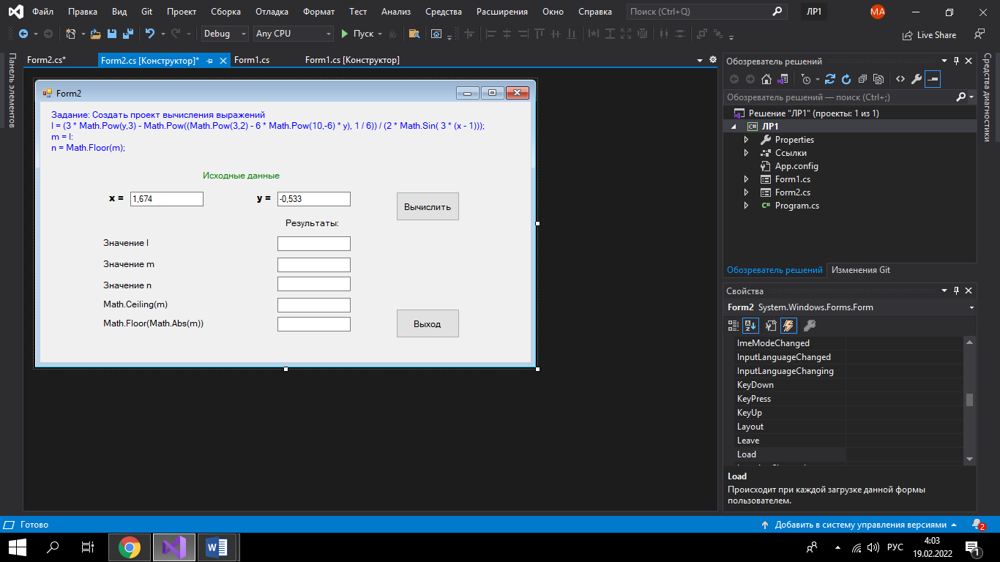 Файл Правка Вид Git Проект Сборка Отладка Формат Тест Анализ Средства Расширения Окно Справка Поиск (Ctrl+Q) ЛР1 MA
Debug Any CPU Пуск Live Share
Панель элементов
Form2.cs* Form2.cs [Конструктор]* Form1.cs Form1.cs [Конструктор]
Form2
Задание: Создать проект вычисления выражений
l = (3 * Math.Pow(y,3) - Math.Pow((Math.Pow(3,2) - 6 * Math.Pow(10,-6) * y), 1 / 6)) / (2 * Math.Sin( 3 * (x - 1)));
m = l:
n = Math.Floor(m);
Исходные данные
x = 1,674 y = -0,533 Вычислить
Результаты:
Значение l
Значение m
Значение n
Math.Ceiling(m)
Math.Floor(Math.Abs(m)) Выход
Обозреватель решений
Обозреватель решений — поиск (Ctrl+;)
Решение "ЛР1" (проекты: 1 из 1)
C# ЛР1
Properties
Ссылки
App.config
Form1.cs
Form2.cs
C# Program.cs
Обозреватель решений Изменения Git
Свойства
Form2 System.Windows.Forms.Form
ImeModeChanged
InputLanguageChanged
InputLanguageChanging
KeyDown
KeyPress
KeyUp
Layout
Leave
Load
Load
Происходит при каждой загрузке данной формы
пользователем.
Средства диагностики
Готово Добавить в систему управления версиями 2
РУС 4:03
19.02.2022 1